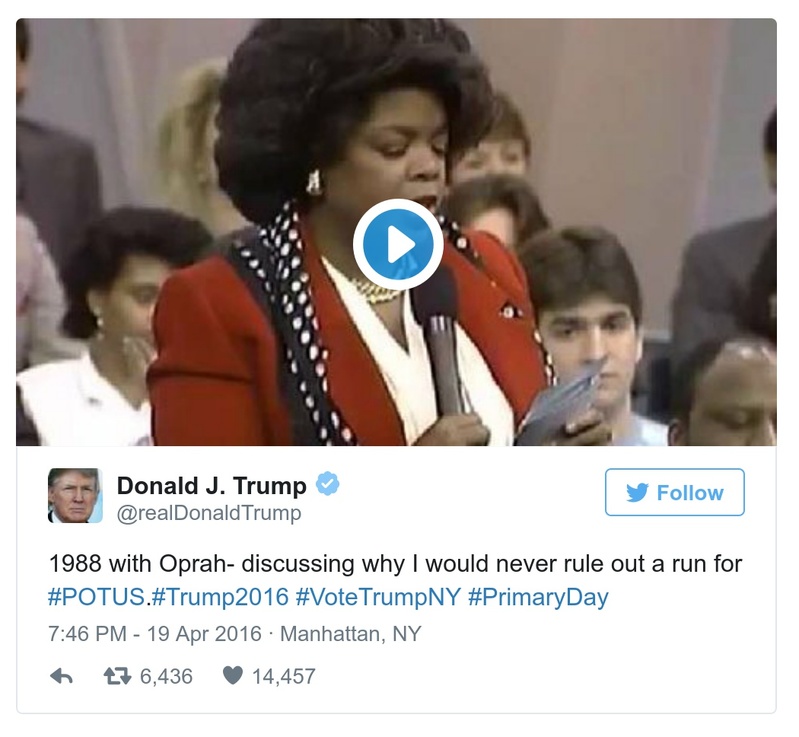 Donald J. Trump
@realDonaldTrump
Follow
1988 with Oprah- discussing why I would never rule out a run for
#POTUS.#Trump2016 #VoteTrumpNY #PrimaryDay
7:46 PM - 19 Apr 2016 · Manhattan, NY
6,436 14,457